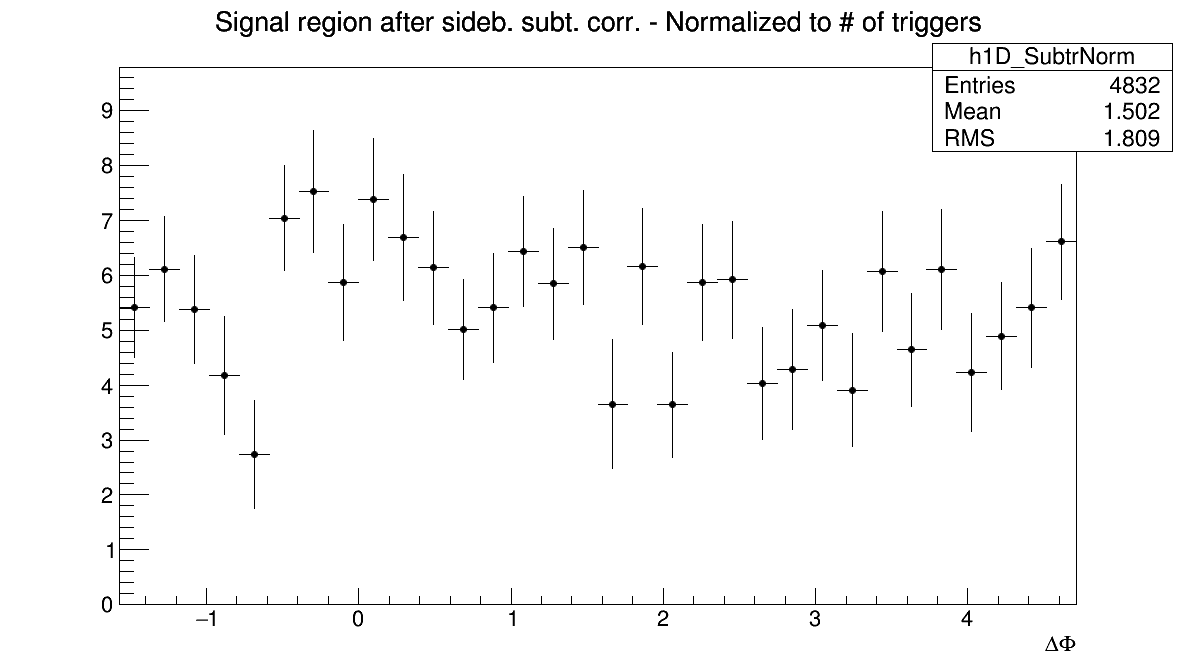 Signal region after sideb. subt. corr. - Normalized to # of triggers
h1D_SubtrNorm
Entries 4832
Mean 1.502
RMS 1.809
9
8
7
6
5
4
3
2
1
0
−1 0 1 2 3 4
ΔΦ